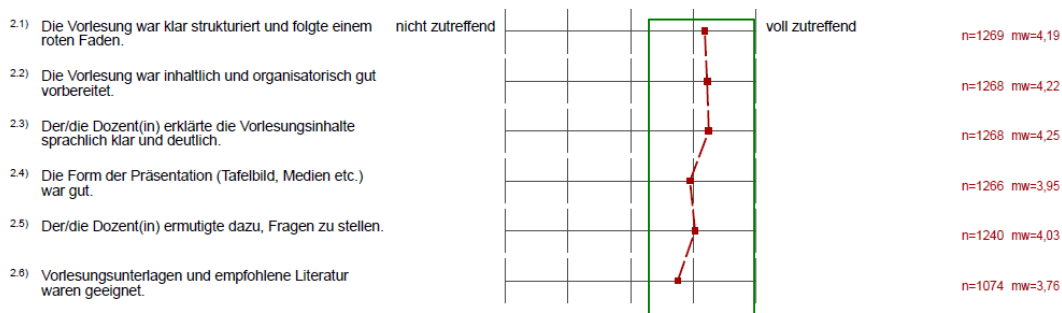 2.1) Die Vorlesung war klar strukturiert und folgte einem
roten Faden.
nicht zutreffend
voll zutreffend
n=1269 mw=4,19
2.2) Die Vorlesung war inhaltlich und organisatorisch gut
vorbereitet.
n=1268 mw=4,22
2.3) Der/die Dozent(in) erklärte die Vorlesungsinhalte
sprachlich klar und deutlich.
n=1268 mw=4,25
2.4) Die Form der Präsentation (Tafelbild, Medien etc.)
war gut.
n=1266 mw=3,95
2.5) Der/die Dozent(in) ermutigte dazu, Fragen zu stellen.
n=1240 mw=4,03
2.6) Vorlesungsunterlagen und empfohlene Literatur
waren geeignet.
n=1074 mw=3,76